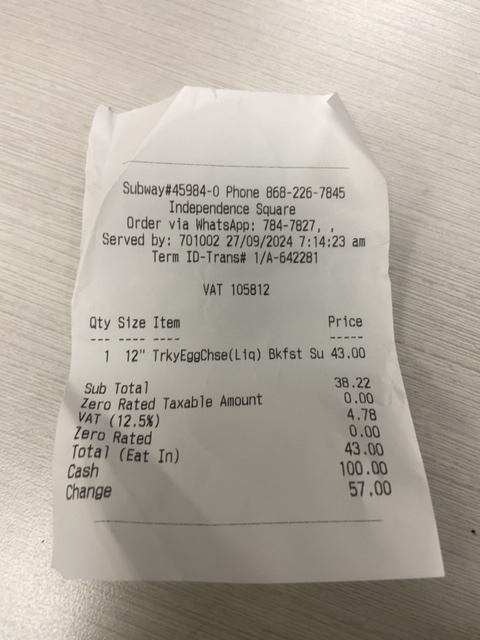 Subway#45984-0 Phone 868-226-7845
Independence Square
Order via WhatsApp: 784-7827, ,
Served by: 701002 27/09/2024 7:14:23 am
Term ID-Trans# 1/A-642281
VAT 105812
Qty Size Item Price
---- ---- ---- -----
1 12" TrkyEggChse(Liq) Bkfst Su 43.00
Sub Total 38.22
Zero Rated Taxable Amount 0.00
VAT (12.5%) 4.78
Zero Rated 0.00
Total (Eat In) 43.00
Cash 100.00
Change 57.00